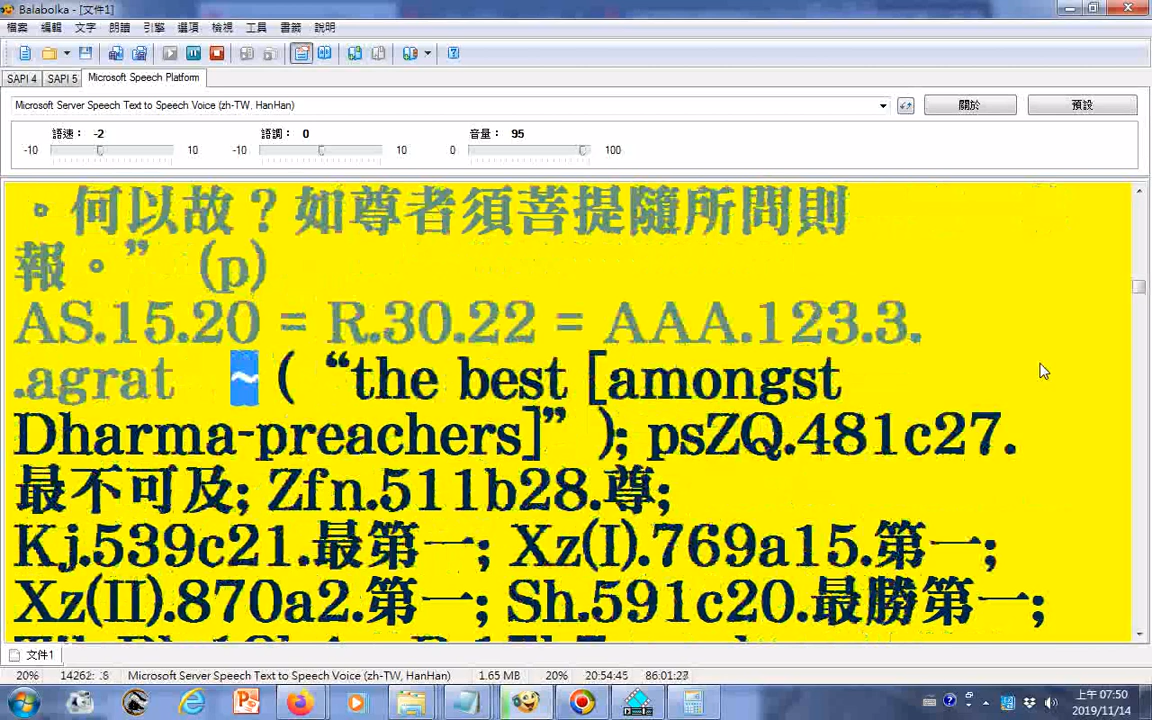 Balabolka - [文件1]
檔案 編輯 文字 朗讀 引擎 選項 檢視 工具 書籤 說明
SAPI 4 SAPI 5 Microsoft Speech Platform
Microsoft Server Speech Text to Speech Voice (zh-TW, HanHan) 關於 預設
語速： -2 語調： 0 音量： 95
-10 10 -10 10 0 100
。何以故？如尊者須菩提隨所問則
報。” (p)
AS.15.20 = R.30.22 = AAA.123.3.
.agrat ~ ( “the best [amongst
Dharma-preachers]” ); psZQ.481c27.
最不可及; Zfn.511b28.尊;
Kj.539c21.最第一; Xz(I).769a15.第一;
Xz(II).870a2.第一; Sh.591c20.最勝第一;
文件1
20% Microsoft Server Speech Text to Speech Voice (zh-TW, HanHan) 1.65 MB 20% 20:54:45
上午 07:50
2019/11/14